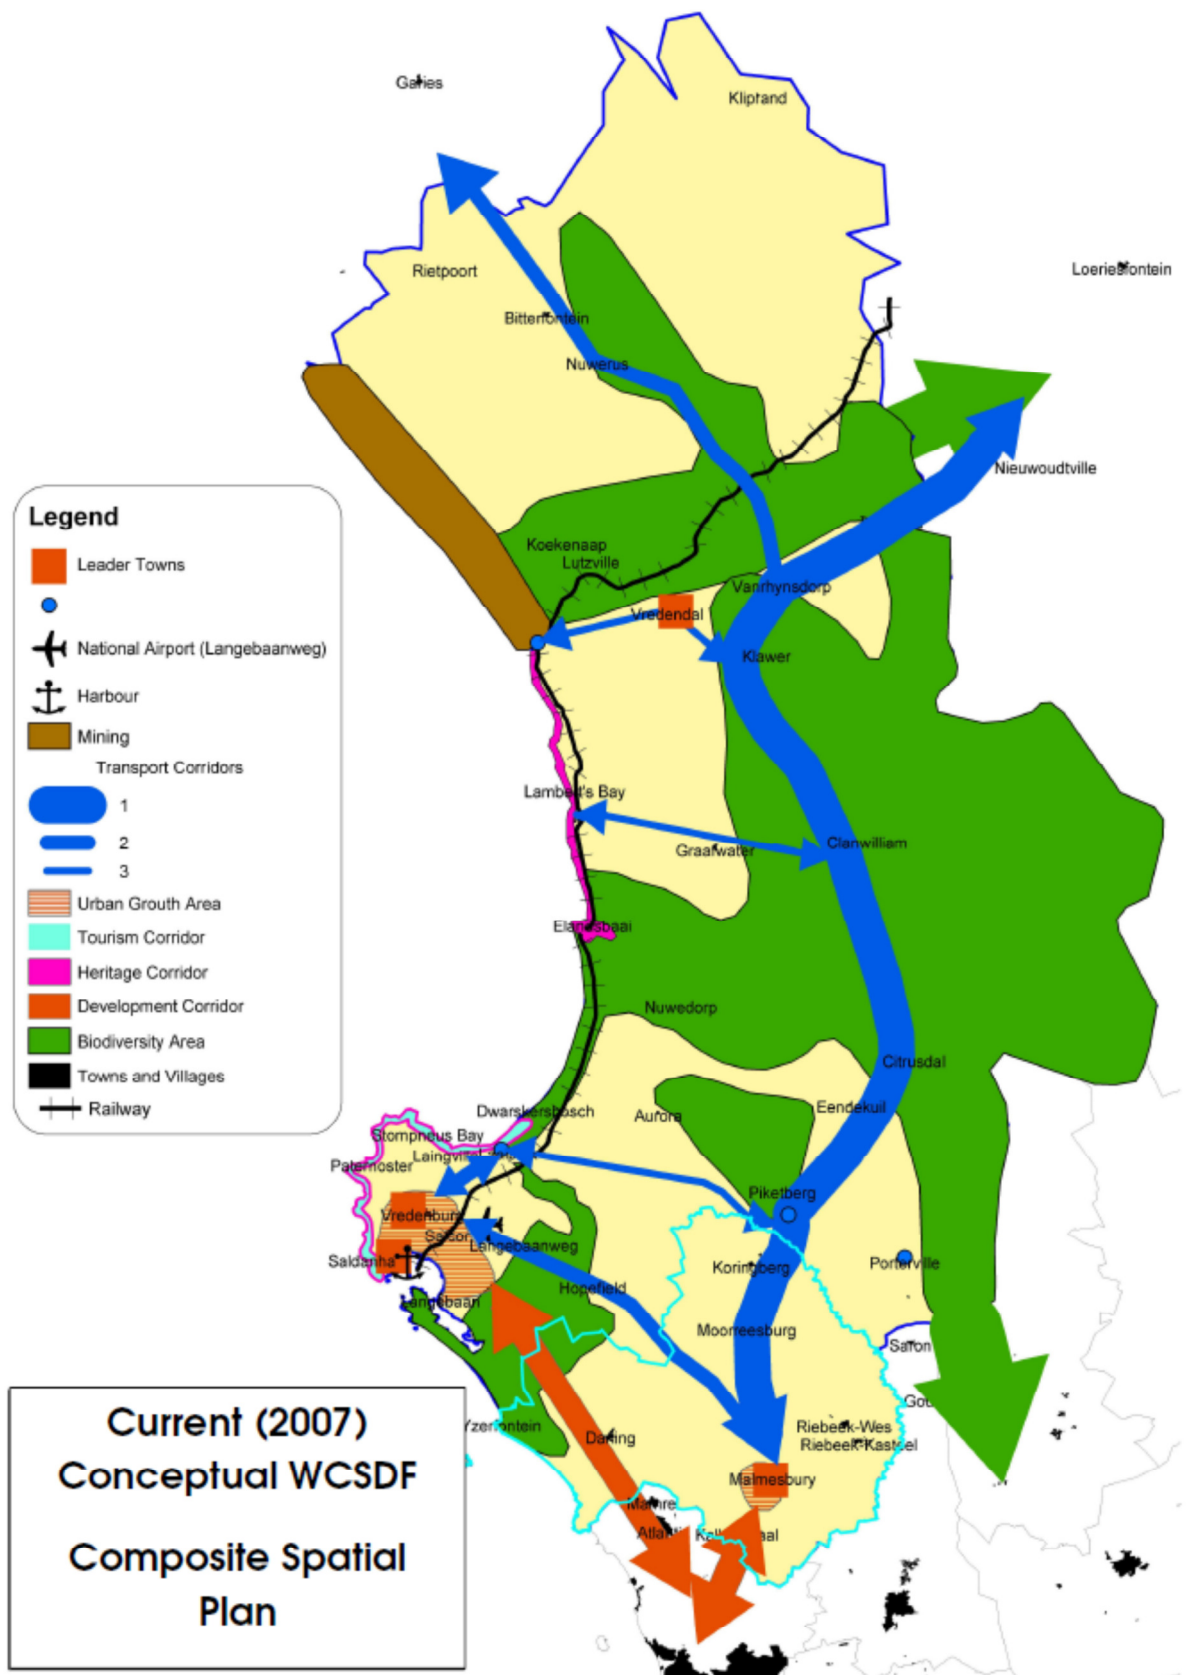 Garies
Kliprand
Rietpoort
Loeriesfontein
Bitterfontein
Nuwerus
Nieuwoudtville
Legend
Leader Towns
National Airport (Langebaanweg)
Harbour
Mining
Transport Corridors
1
2
3
Urban Grouth Area
Tourism Corridor
Heritage Corridor
Development Corridor
Biodiversity Area
Towns and Villages
Railway
Koekenaap
Lutzville
Vanrhynsdorp
Vredendal
Klawer
Lambert's Bay
Graafwater
Clanwilliam
Elandsbaai
Nuwedorp
Citrusdal
Eendekuil
Dwarskersbosch
Aurora
Stompneus Bay
Paternoster
Piketberg
Vredenburg
Langebaanweg
Saldanha
Koringberg
Porterville
Hopefield
Langebaan
Moorreesburg
Saron
Yzerfontein
Darling
Riebeek-Wes
Riebeek-Kasteel
Malmesbury
Mamre
Current (2007)
Conceptual WCSDF
Composite Spatial
Plan